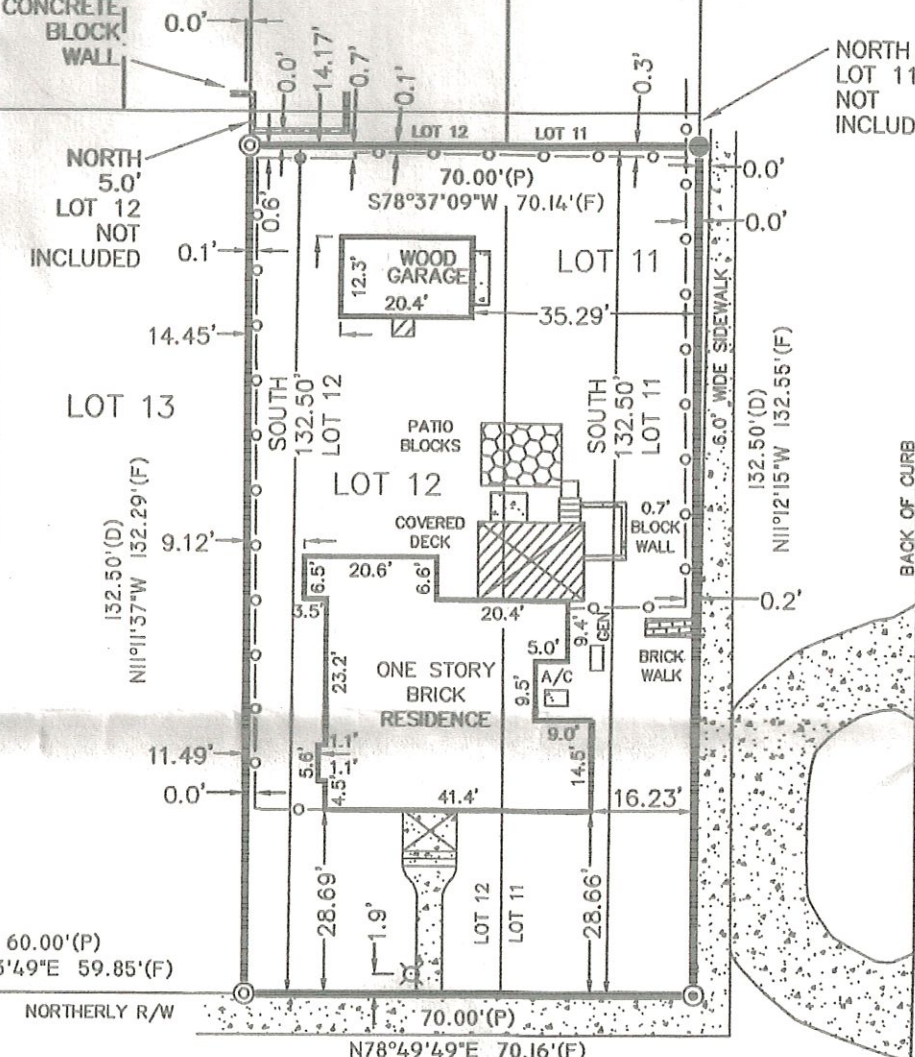 CONCRETE
BLOCK
WALL
0.0'
0.0'
14.17'
0.7'
0.1'
0.3'
NORTH
LOT 11
NOT
INCLUD
LOT 12
LOT 11
NORTH
5.0'
LOT 12
NOT
INCLUDED
70.00'(P)
S78°37'09"W 70.14'(F)
0.0'
0.0'
0.6'
0.1'
WOOD
GARAGE
12.3'
20.4'
LOT 11
35.29'
14.45'
LOT 13
SOUTH
132.50'
LOT 12
SOUTH
132.50'
LOT 11
6.0' WIDE SIDEWALK
132.50'(D)
N11°12'15"W 132.55'(F)
BACK OF CURB
PATIO
BLOCKS
LOT 12
COVERED
DECK
0.7'
BLOCK
WALL
132.50'(D)
N11°11'37"W 132.29'(F)
9.12'
6.5'
20.6'
6.6'
3.5'
20.4'
9.4'
GEN
0.2'
23.2'
ONE STORY
BRICK
RESIDENCE
5.0'
9.5'
A/C
BRICK
WALK
9.0'
14.5'
11.49'
5.6'
1.1'
1.1'
4.5'
0.0'
41.4'
16.23'
28.69'
1.9'
LOT 12
LOT 11
28.66'
60.00'(P)
'49"E 59.85'(F)
NORTHERLY R/W
70.00'(P)
N78°49'49"E 70.16'(F)